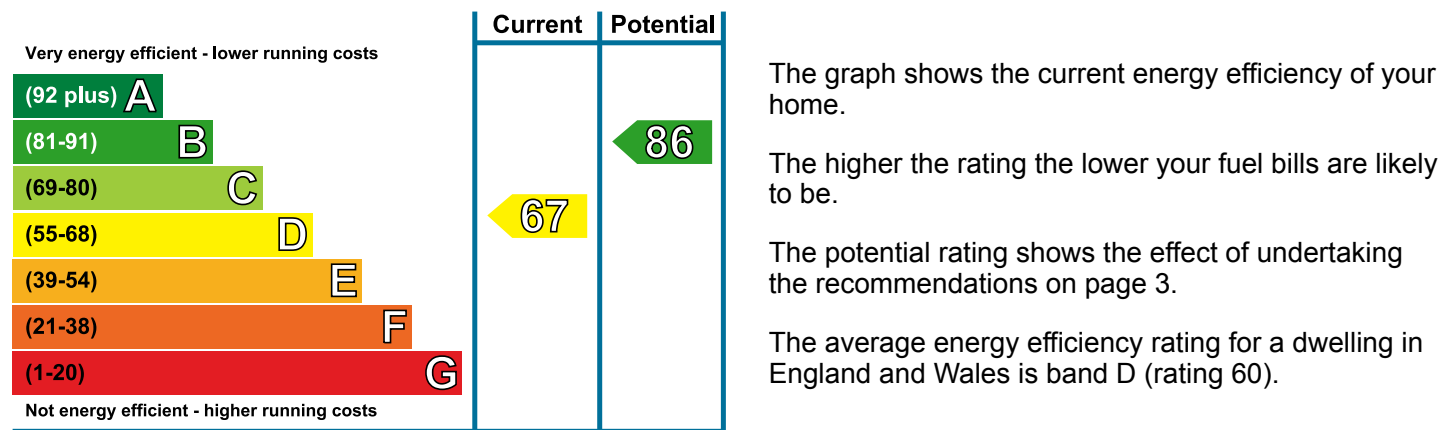 Current Potential
Very energy efficient - lower running costs
(92 plus) A
(81-91) B
86
(69-80) C
67
(55-68) D
(39-54) E
(21-38) F
(1-20) G
Not energy efficient - higher running costs
The graph shows the current energy efficiency of your
home.
The higher the rating the lower your fuel bills are likely
to be.
The potential rating shows the effect of undertaking
the recommendations on page 3.
The average energy efficiency rating for a dwelling in
England and Wales is band D (rating 60).